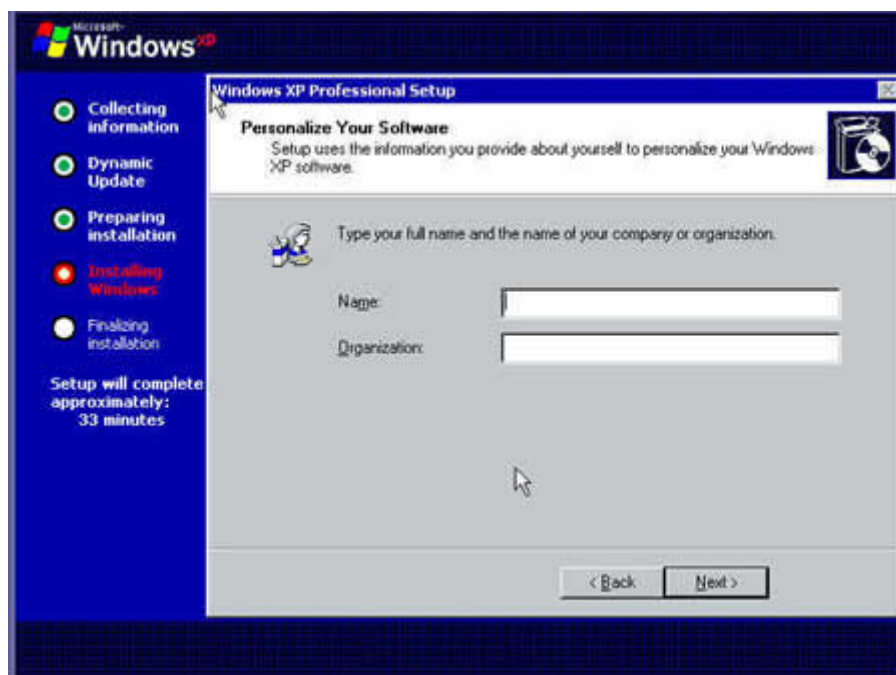 Microsoft
Windows xp
Collecting
information
Dynamic
Update
Preparing
installation
Installing
Windows
Finalizing
installation
Setup will complete
approximately:
33 minutes
Windows XP Professional Setup
Personalize Your Software
Setup uses the information you provide about yourself to personalize your Windows
XP software.
Type your full name and the name of your company or organization.
Name:
Organization:
< Back
Next >